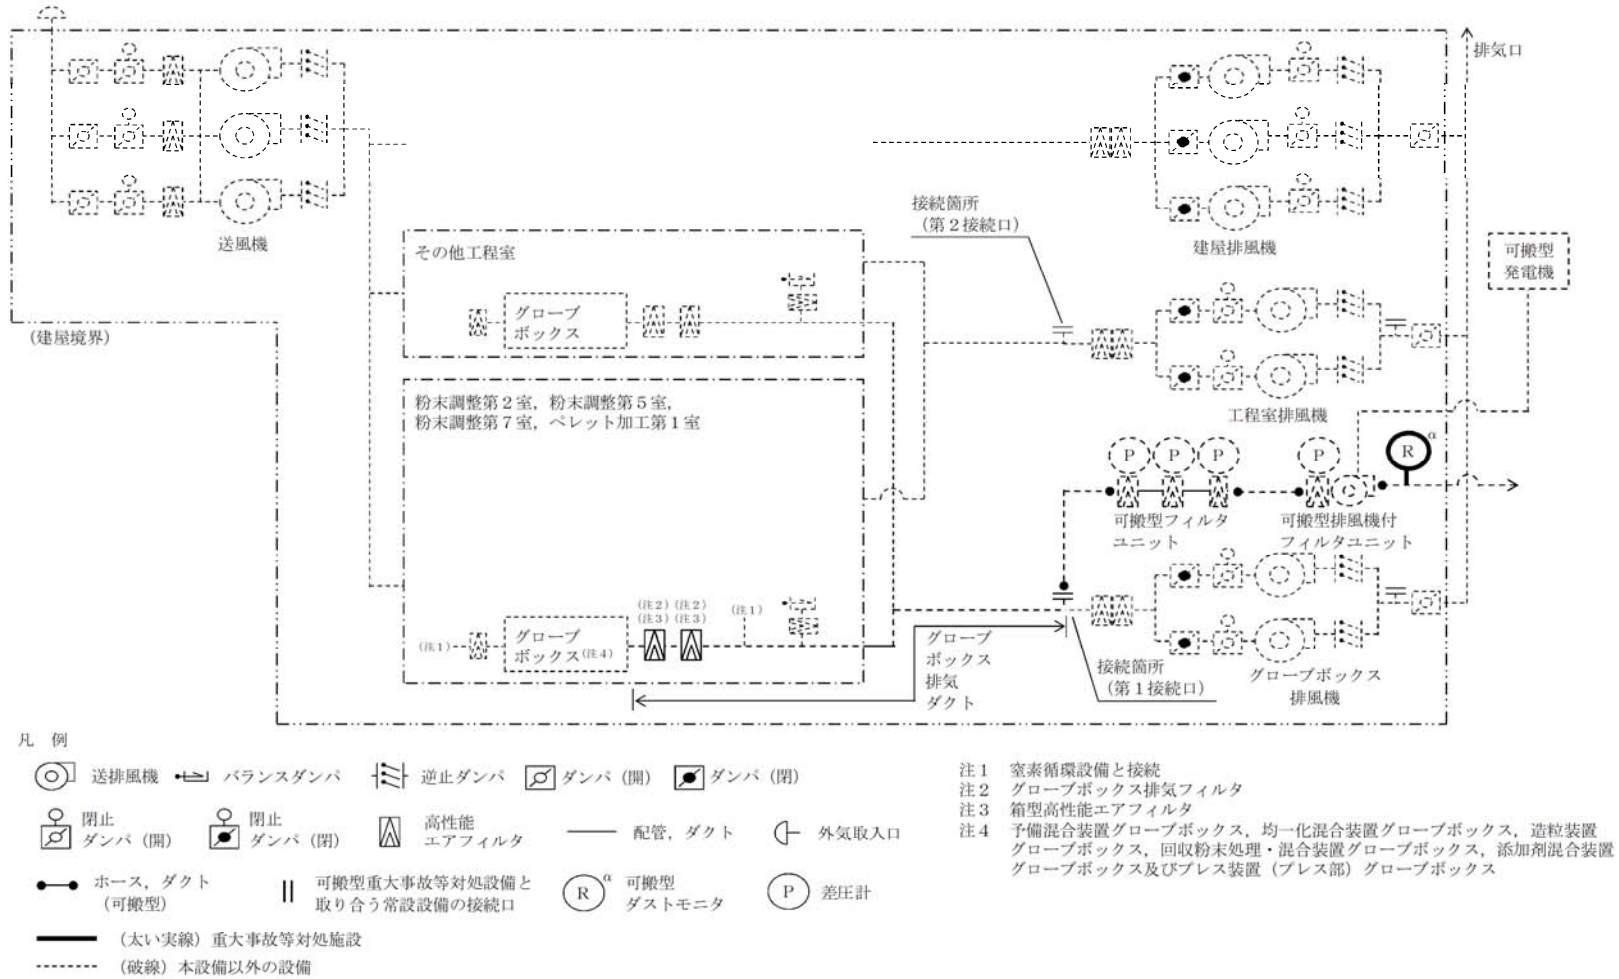 排気口
送風機
建屋排風機
可搬型
発電機
接続箇所
（第２接続口）
その他工程室
グローブ
ボックス
(建屋境界)
粉末調整第２室，粉末調整第５室，
粉末調整第７室，ペレット加工第１室
工程室排風機
P
P
P
P
R
α
可搬型フィルタ
ユニット
可搬型排風機付
フィルタユニット
(注2)
(注3)
(注2)
(注3)
(注1)
(注1)
グローブ
ボックス(注4)
グローブ
ボックス
排気
ダクト
接続箇所
（第１接続口）
グローブボックス
排風機
凡　例
送排風機
バランスダンパ
逆止ダンパ
ダンパ（開）
ダンパ（閉）
閉止
ダンパ（開）
閉止
ダンパ（閉）
高性能
エアフィルタ
配管，ダクト
外気取入口
ホース，ダクト
（可搬型）
可搬型重大事故等対処設備と
取り合う常設設備の接続口
R
α
可搬型
ダストモニタ
P
差圧計
（太い実線）重大事故等対処施設
（破線）本設備以外の設備
注１　窒素循環設備と接続
注２　グローブボックス排気フィルタ
注３　箱型高性能エアフィルタ
注４　予備混合装置グローブボックス，均一化混合装置グローブボックス，造粒装置
グローブボックス，回収粉末処理・混合装置グローブボックス，添加剤混合装置
グローブボックス及びプレス装置（プレス部）グローブボックス